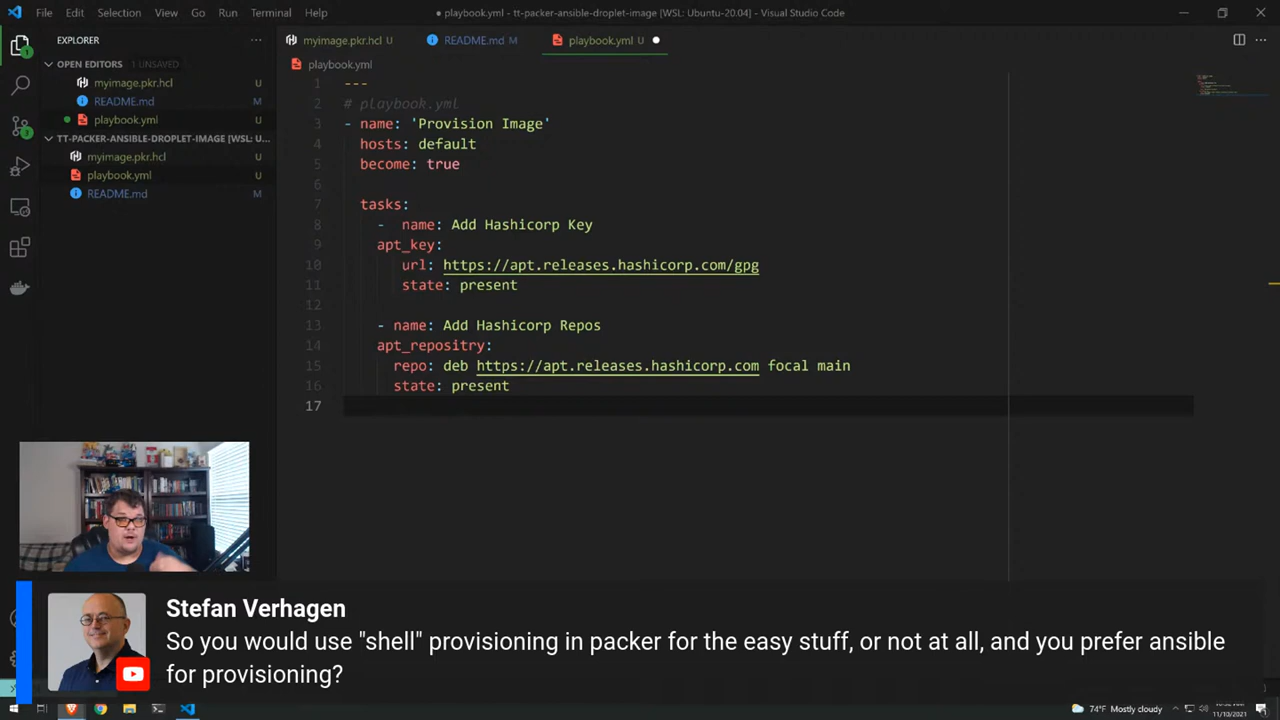 File Edit Selection View Go Run Terminal Help
● playbook.yml - tt-packer-ansible-droplet-image [WSL: Ubuntu-20.04] - Visual Studio Code
EXPLORER ...
OPEN EDITORS 1 UNSAVED
myimage.pkr.hcl U
README.md M
playbook.yml U
TT-PACKER-ANSIBLE-DROPLET-IMAGE [WSL: U...
myimage.pkr.hcl U
playbook.yml U
README.md M
myimage.pkr.hcl U README.md M playbook.yml U ●
playbook.yml
1 ---
2 # playbook.yml
3 - name: 'Provision Image'
4 hosts: default
5 become: true
6
7 tasks:
8 - name: Add Hashicorp Key
9 apt_key:
10 url: https://apt.releases.hashicorp.com/gpg
11 state: present
12
13 - name: Add Hashicorp Repos
14 apt_repositry:
15 repo: deb https://apt.releases.hashicorp.com focal main
16 state: present
17
Stefan Verhagen
So you would use "shell" provisioning in packer for the easy stuff, or not at all, and you prefer ansible
for provisioning?
74°F Mostly cloudy
11/10/2021